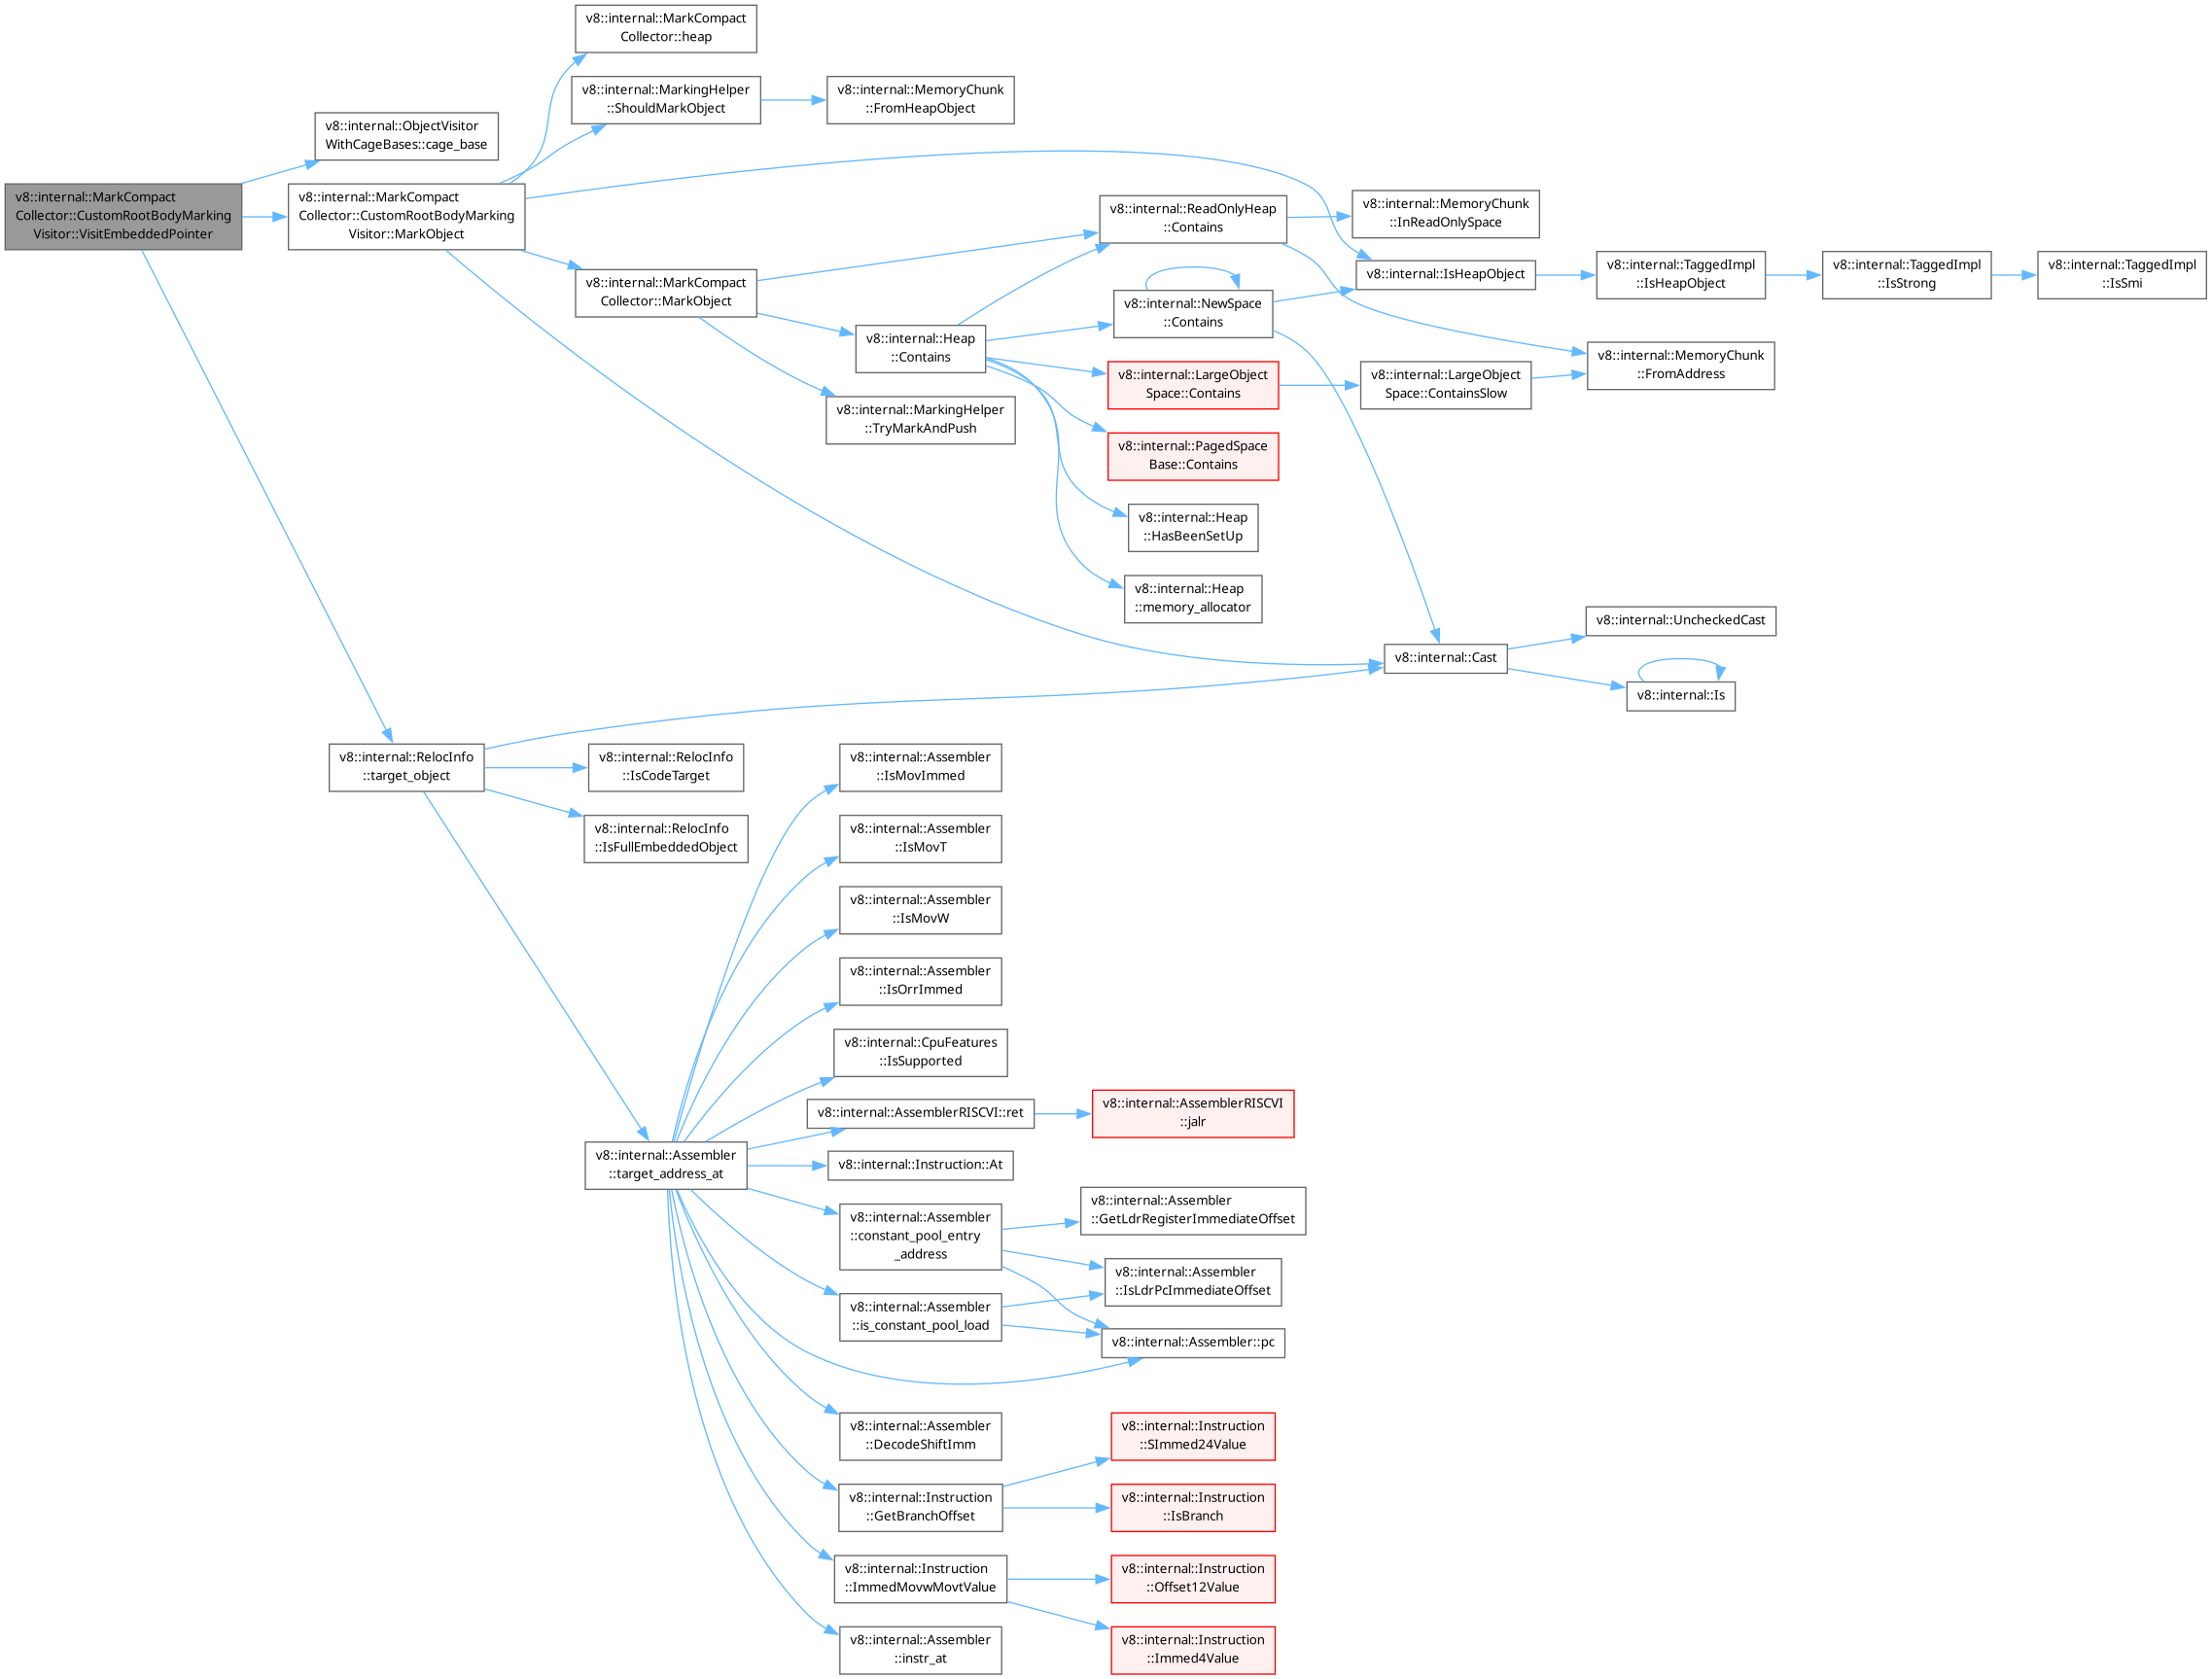 v8::internal::MarkCompact
Collector::CustomRootBodyMarking
Visitor::VisitEmbeddedPointer
v8::internal::ObjectVisitor
WithCageBases::cage_base
v8::internal::MarkCompact
Collector::CustomRootBodyMarking
Visitor::MarkObject
v8::internal::RelocInfo
::target_object
v8::internal::MarkCompact
Collector::heap
v8::internal::MarkingHelper
::ShouldMarkObject
v8::internal::MarkCompact
Collector::MarkObject
v8::internal::RelocInfo
::IsCodeTarget
v8::internal::RelocInfo
::IsFullEmbeddedObject
v8::internal::Assembler
::target_address_at
v8::internal::MemoryChunk
::FromHeapObject
v8::internal::Heap
::Contains
v8::internal::MarkingHelper
::TryMarkAndPush
v8::internal::Assembler
::IsMovImmed
v8::internal::Assembler
::IsMovT
v8::internal::Assembler
::IsMovW
v8::internal::Assembler
::IsOrrImmed
v8::internal::CpuFeatures
::IsSupported
v8::internal::AssemblerRISCVI::ret
v8::internal::Instruction::At
v8::internal::Assembler
::constant_pool_entry
_address
v8::internal::Assembler
::is_constant_pool_load
v8::internal::Assembler
::DecodeShiftImm
v8::internal::Instruction
::GetBranchOffset
v8::internal::Instruction
::ImmedMovwMovtValue
v8::internal::Assembler
::instr_at
v8::internal::ReadOnlyHeap
::Contains
v8::internal::NewSpace
::Contains
v8::internal::LargeObject
Space::Contains
v8::internal::PagedSpace
Base::Contains
v8::internal::Heap
::HasBeenSetUp
v8::internal::Heap
::memory_allocator
v8::internal::AssemblerRISCVI
::jalr
v8::internal::Assembler
::GetLdrRegisterImmediateOffset
v8::internal::Assembler
::IsLdrPcImmediateOffset
v8::internal::Assembler::pc
v8::internal::Instruction
::SImmed24Value
v8::internal::Instruction
::IsBranch
v8::internal::Instruction
::Offset12Value
v8::internal::Instruction
::Immed4Value
v8::internal::MemoryChunk
::InReadOnlySpace
v8::internal::IsHeapObject
v8::internal::LargeObject
Space::ContainsSlow
v8::internal::Cast
v8::internal::TaggedImpl
::IsHeapObject
v8::internal::MemoryChunk
::FromAddress
v8::internal::UncheckedCast
v8::internal::Is
v8::internal::TaggedImpl
::IsStrong
v8::internal::TaggedImpl
::IsSmi